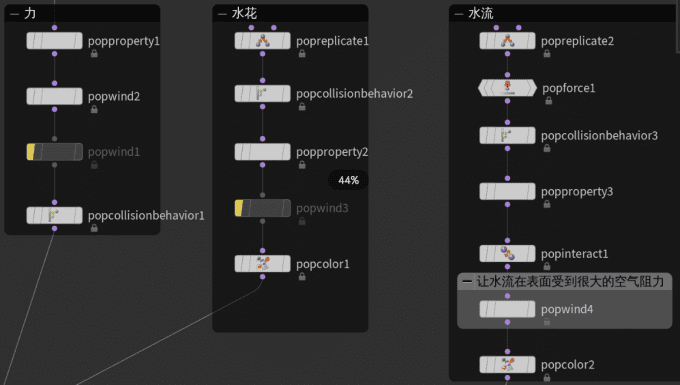 力
popproperty1
popwind2
popwind1
popcollisionbehavior1
水花
popreplicate1
popcollisionbehavior2
popproperty2
44%
popwind3
popcolor1
水流
popreplicate2
popforce1
popcollisionbehavior3
popproperty3
popinteract1
让水流在表面受到很大的空气阻力
popwind4
popcolor2